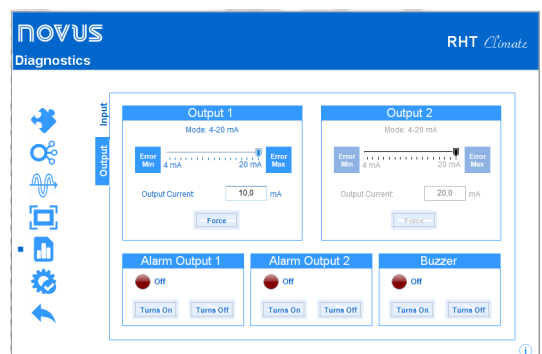 NOVUS
RHT Climate
Diagnostics
Input
Output
Output 1
Mode: 4-20 mA
Error Min
4 mA
20 mA
Error Max
Output Current:
10,0
mA
Force
Output 2
Mode: 4-20 mA
Error Min
4 mA
20 mA
Error Max
Output Current:
20,0
mA
Force
Alarm Output 1
Off
Turns On
Turns Off
Alarm Output 2
Off
Turns On
Turns Off
Buzzer
Off
Turns On
Turns Off
i